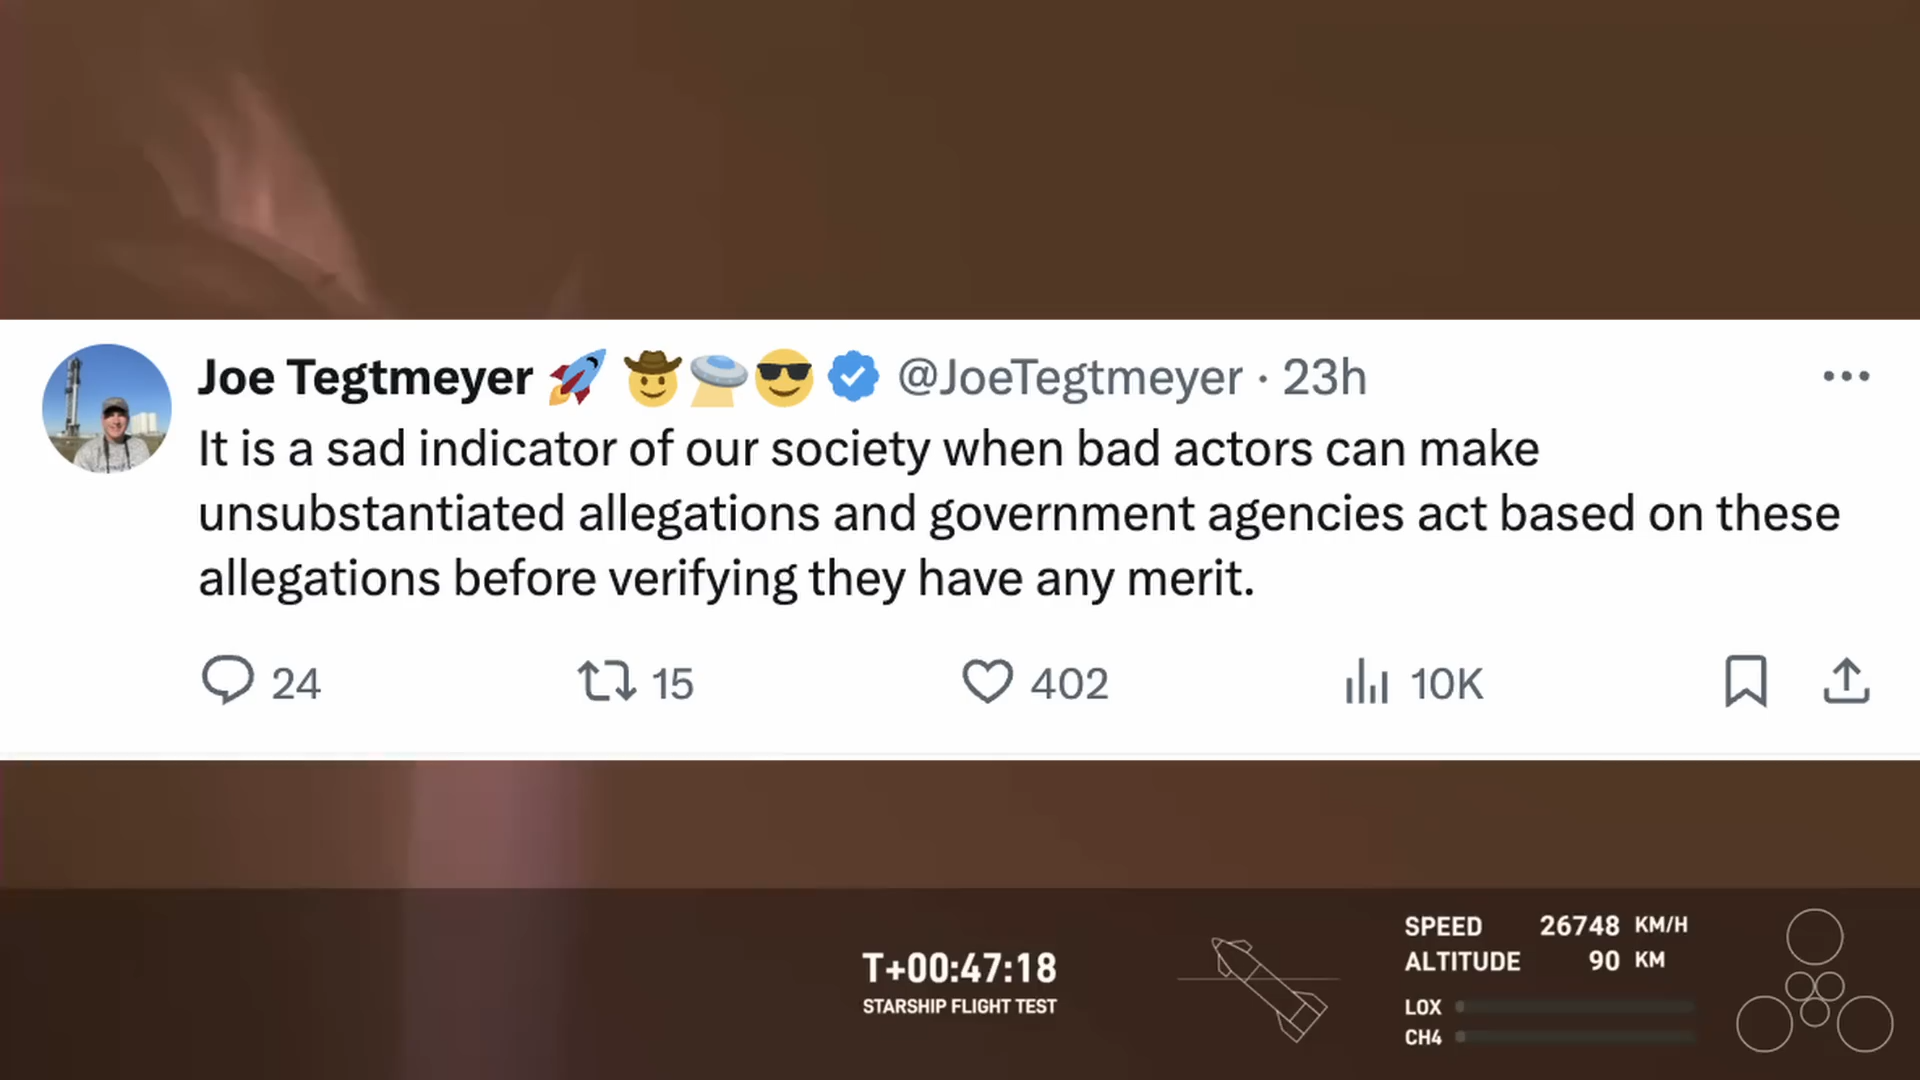 Joe Tegtmeyer 🚀 🤠🛸😎 @JoeTegtmeyer · 23h
It is a sad indicator of our society when bad actors can make
unsubstantiated allegations and government agencies act based on these
allegations before verifying they have any merit.
24 15 402 10K
T+00:47:18
STARSHIP FLIGHT TEST
SPEED 26748 KM/H
ALTITUDE 90 KM
LOX
CH4